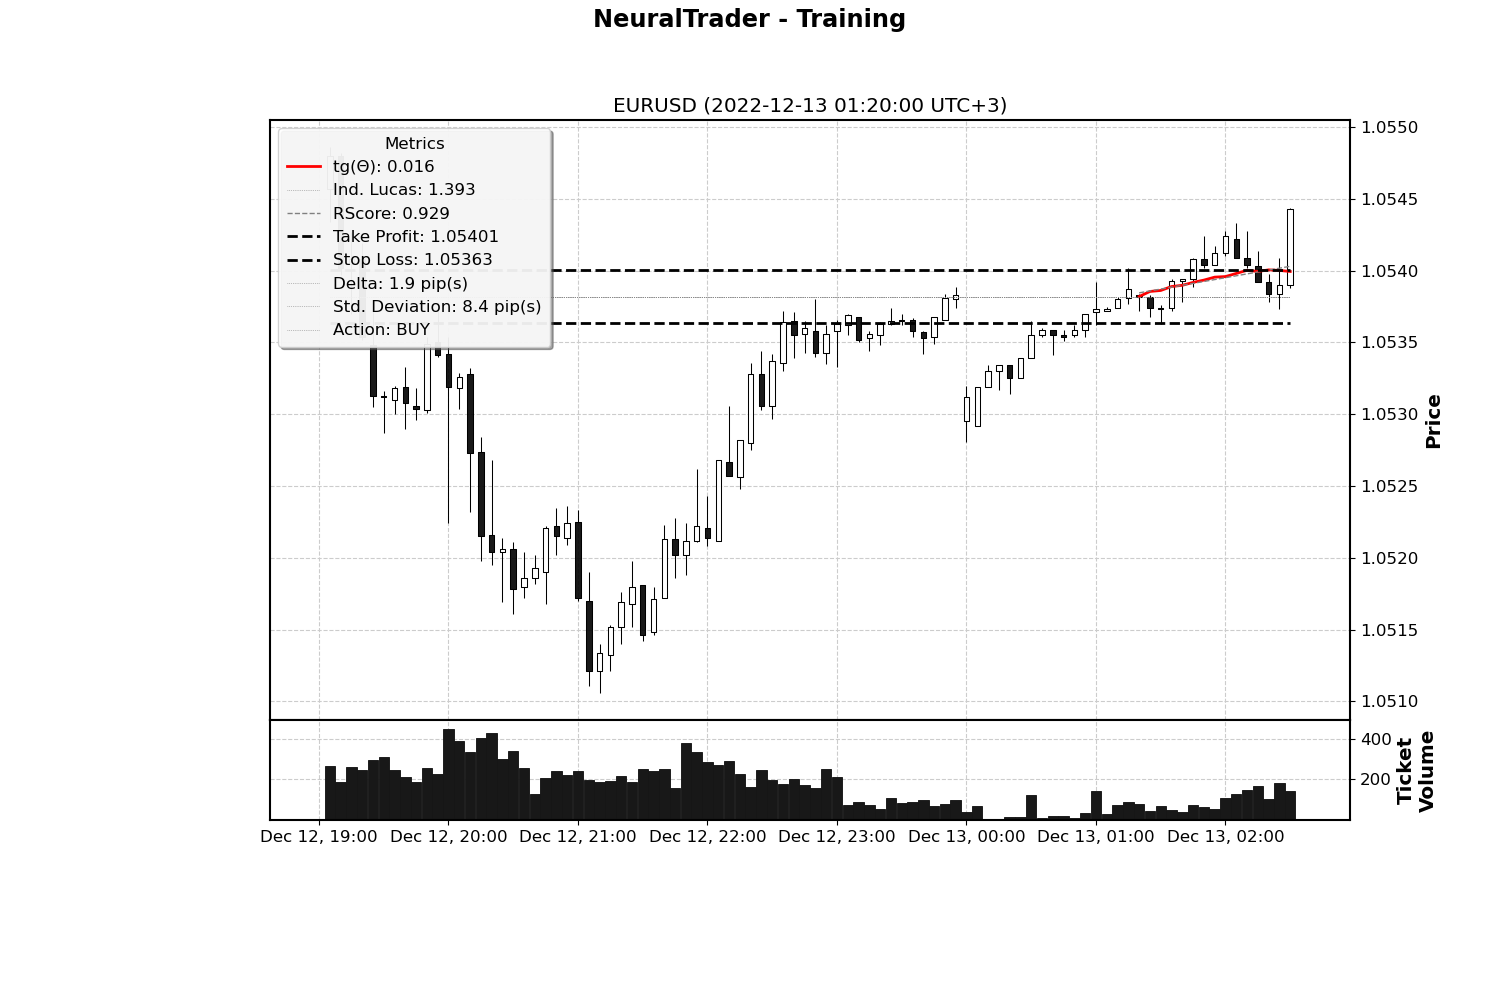 NeuralTrader - Training
EURUSD (2022-12-13 01:20:00 UTC+3)
Metrics
tg(Θ): 0.016
Ind. Lucas: 1.393
RScore: 0.929
Take Profit: 1.05401
Stop Loss: 1.05363
Delta: 1.9 pip(s)
Std. Deviation: 8.4 pip(s)
Action: BUY
1.0550
1.0545
1.0540
1.0535
1.0530
1.0525
1.0520
1.0515
1.0510
Price
400
200
Ticket
Volume
Dec 12, 19:00
Dec 12, 20:00
Dec 12, 21:00
Dec 12, 22:00
Dec 12, 23:00
Dec 13, 00:00
Dec 13, 01:00
Dec 13, 02:00